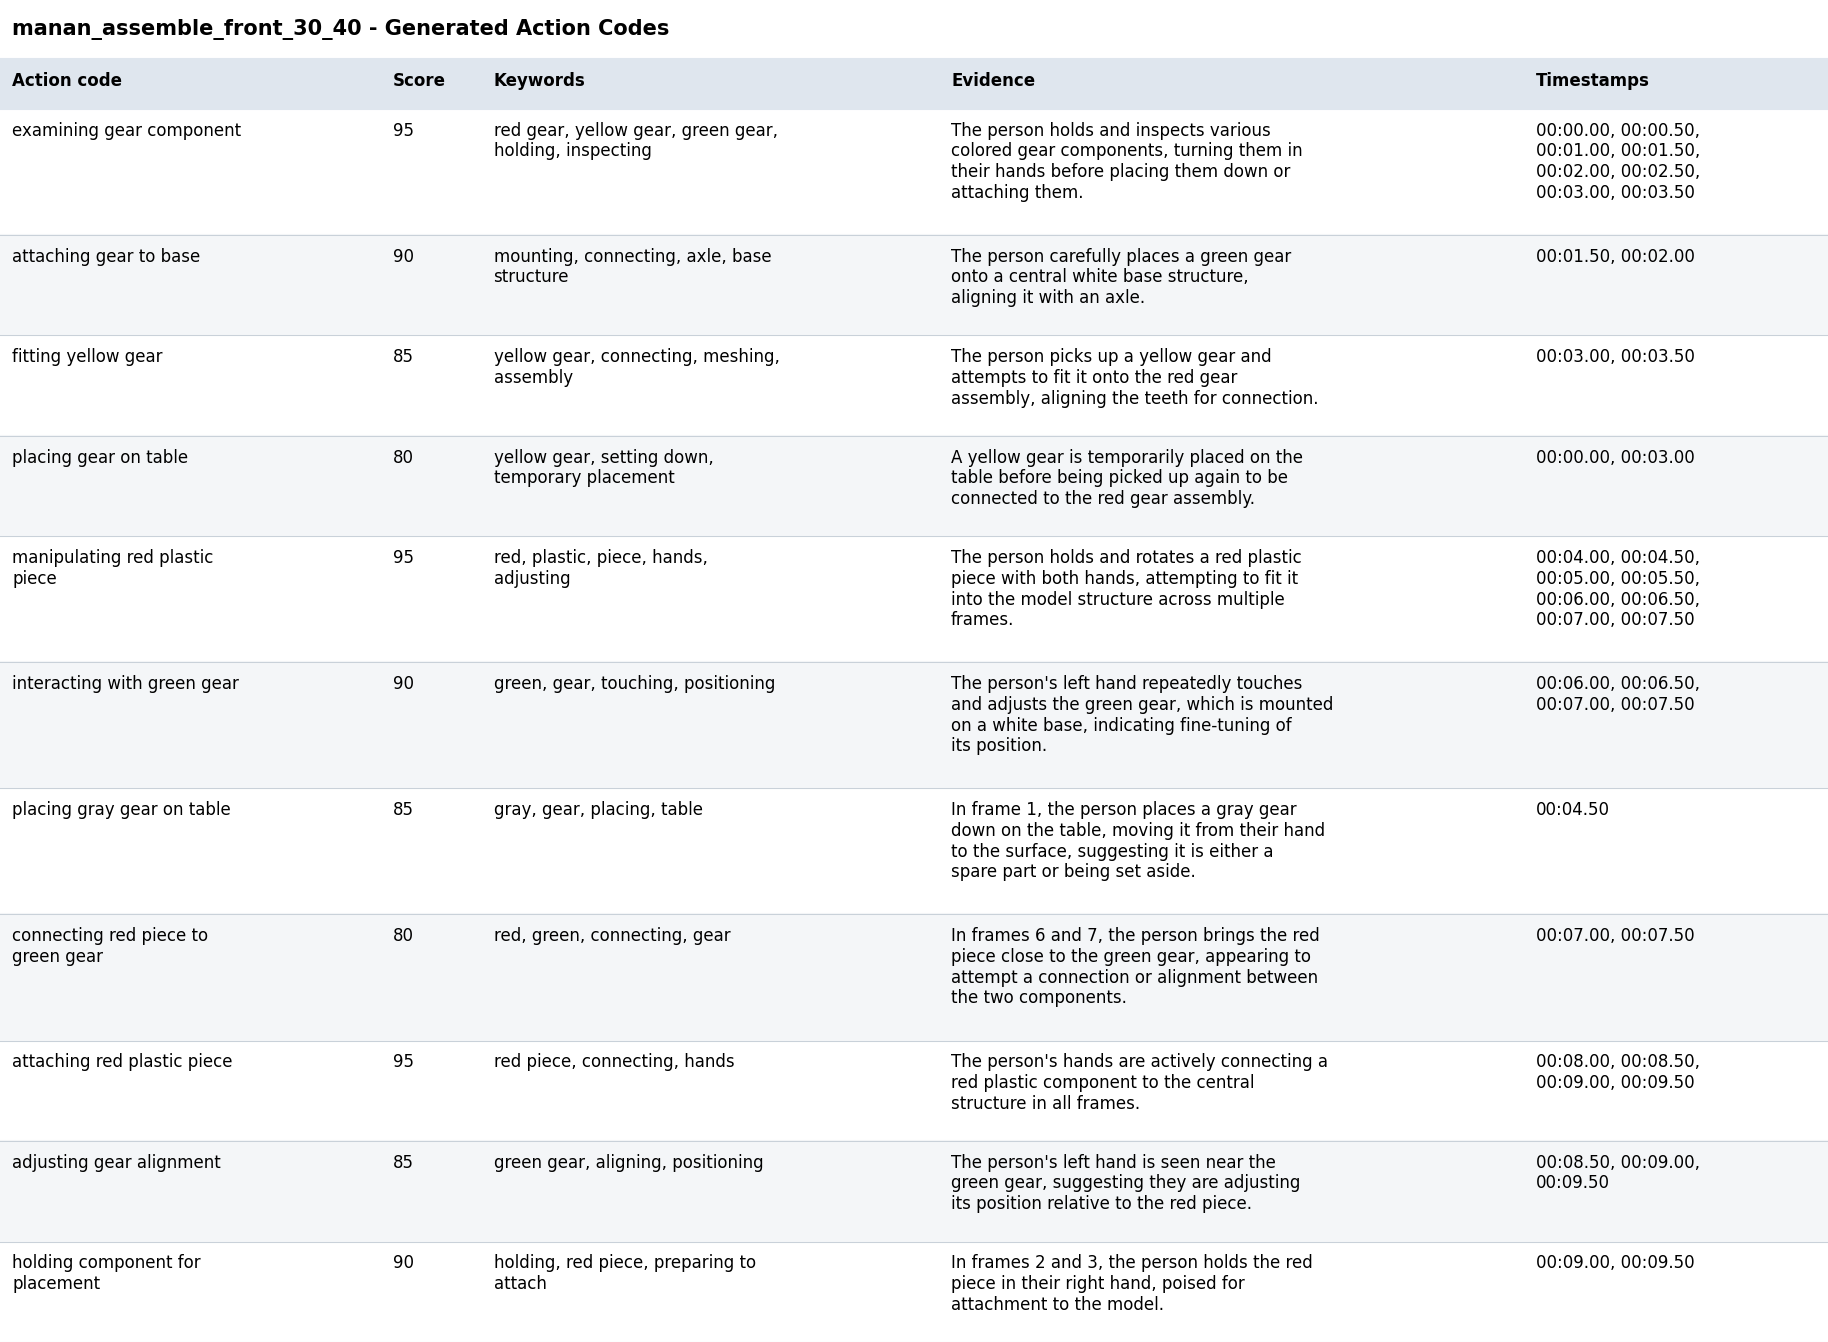 manan_assemble_front_30_40 - Generated Action Codes
Action code Score Keywords Evidence Timestamps
examining gear component 95 red gear, yellow gear, green gear, The person holds and inspects various 00:00.00, 00:00.50,
holding, inspecting colored gear components, turning them in 00:01.00, 00:01.50,
their hands before placing them down or 00:02.00, 00:02.50,
attaching them. 00:03.00, 00:03.50
attaching gear to base 90 mounting, connecting, axle, base The person carefully places a green gear 00:01.50, 00:02.00
structure onto a central white base structure,
aligning it with an axle.
fitting yellow gear 85 yellow gear, connecting, meshing, The person picks up a yellow gear and 00:03.00, 00:03.50
assembly attempts to fit it onto the red gear
assembly, aligning the teeth for connection.
placing gear on table 80 yellow gear, setting down, A yellow gear is temporarily placed on the 00:00.00, 00:03.00
temporary placement table before being picked up again to be
connected to the red gear assembly.
manipulating red plastic 95 red, plastic, piece, hands, The person holds and rotates a red plastic 00:04.00, 00:04.50,
piece adjusting piece with both hands, attempting to fit it 00:05.00, 00:05.50,
into the model structure across multiple 00:06.00, 00:06.50,
frames. 00:07.00, 00:07.50
interacting with green gear 90 green, gear, touching, positioning The person's left hand repeatedly touches 00:06.00, 00:06.50,
and adjusts the green gear, which is mounted 00:07.00, 00:07.50
on a white base, indicating fine-tuning of
its position.
placing gray gear on table 85 gray, gear, placing, table In frame 1, the person places a gray gear 00:04.50
down on the table, moving it from their hand
to the surface, suggesting it is either a
spare part or being set aside.
connecting red piece to 80 red, green, connecting, gear In frames 6 and 7, the person brings the red 00:07.00, 00:07.50
green gear piece close to the green gear, appearing to
attempt a connection or alignment between
the two components.
attaching red plastic piece 95 red piece, connecting, hands The person's hands are actively connecting a 00:08.00, 00:08.50,
red plastic component to the central 00:09.00, 00:09.50
structure in all frames.
adjusting gear alignment 85 green gear, aligning, positioning The person's left hand is seen near the 00:08.50, 00:09.00,
green gear, suggesting they are adjusting 00:09.50
its position relative to the red piece.
holding component for 90 holding, red piece, preparing to In frames 2 and 3, the person holds the red 00:09.00, 00:09.50
placement attach piece in their right hand, poised for
attachment to the model.